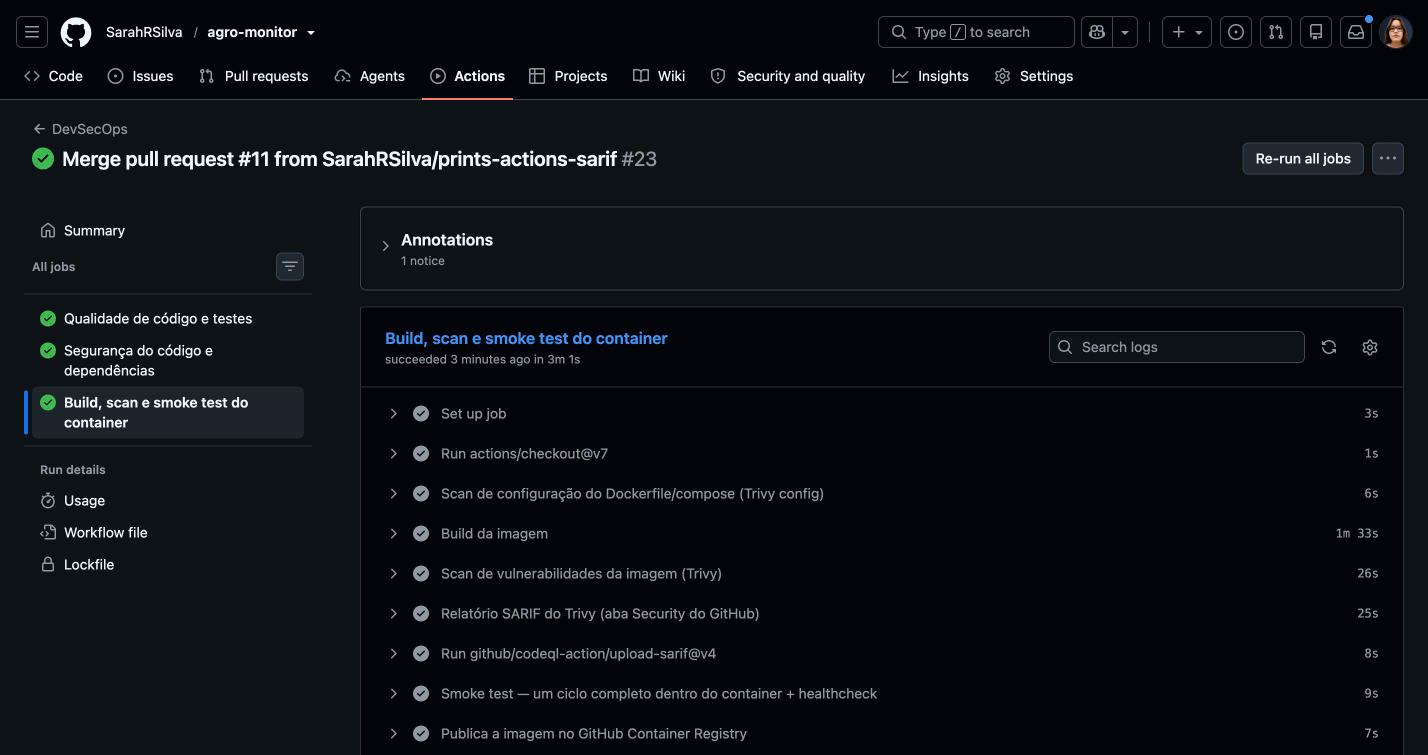 SarahRSilva / agro-monitor
Type / to search
Code
Issues
Pull requests
Agents
Actions
Projects
Wiki
Security and quality
Insights
Settings
DevSecOps
Merge pull request #11 from SarahRSilva/prints-actions-sarif #23
Re-run all jobs
Summary
All jobs
Qualidade de código e testes
Segurança do código e
dependências
Build, scan e smoke test do
container
Run details
Usage
Workflow file
Lockfile
Annotations
1 notice
Build, scan e smoke test do container
succeeded 3 minutes ago in 3m 1s
Search logs
Set up job 3s
Run actions/checkout@v7 1s
Scan de configuração do Dockerfile/compose (Trivy config) 6s
Build da imagem 1m 33s
Scan de vulnerabilidades da imagem (Trivy) 26s
Relatório SARIF do Trivy (aba Security do GitHub) 25s
Run github/codeql-action/upload-sarif@v4 8s
Smoke test — um ciclo completo dentro do container + healthcheck 9s
Publica a imagem no GitHub Container Registry 7s